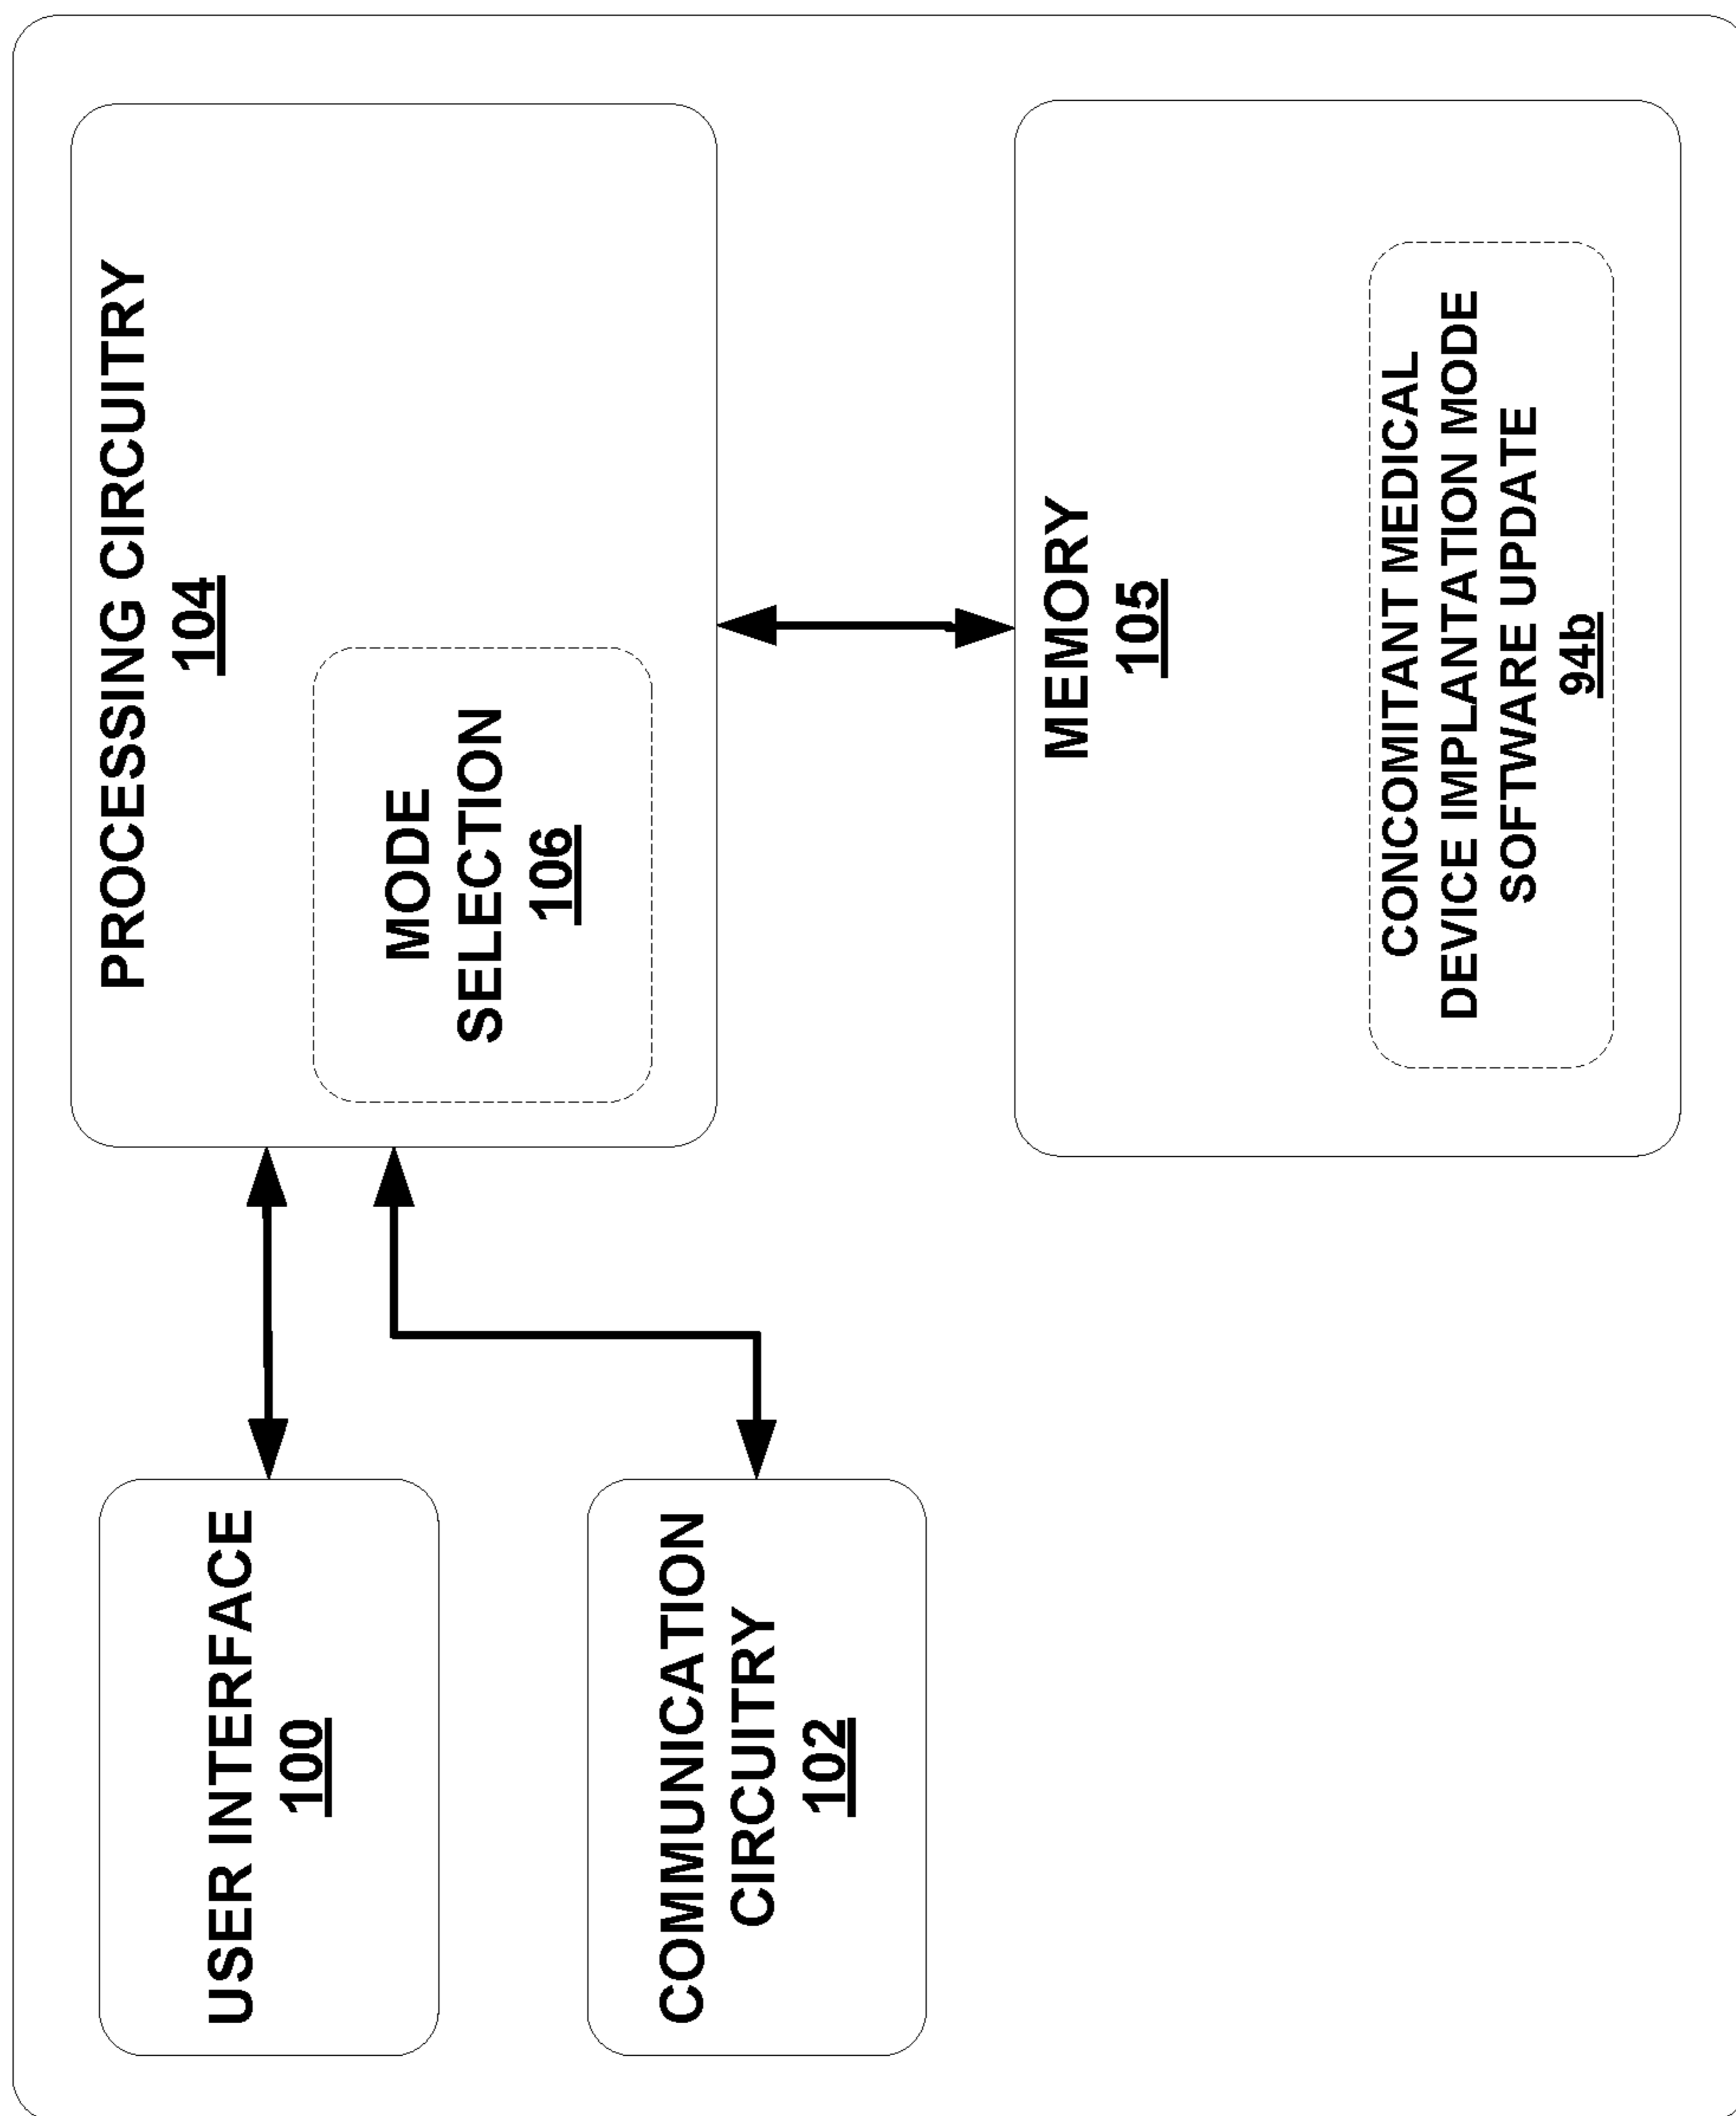 USER INTERFACE
100
COMMUNICATION
CIRCUITRY
102
PROCESSING CIRCUITRY
104
MODE
SELECTION
106
MEMORY
105
CONCOMITANT MEDICAL
DEVICE IMPLANTATION MODE
SOFTWARE UPDATE
94b